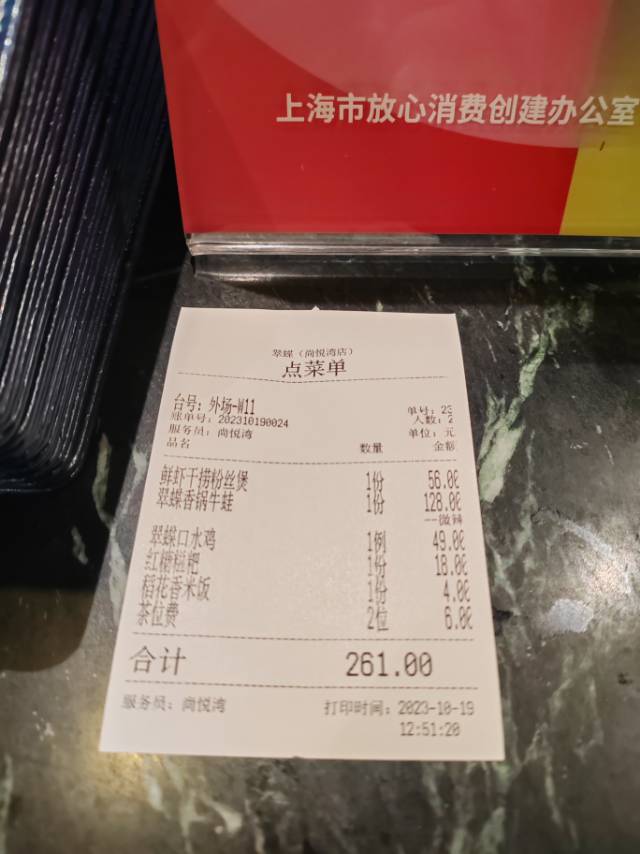 上海市放心消费创建办公室
翠蝶（尚悦湾店）
点菜单
台号：外场-W11
单号：23
账单号：202310190024
人数：2
服务员：尚悦湾
单位：元
品名 数量 金额
鲜虾干捞粉丝煲 1份 56.00
翠蝶香锅牛蛙 1份 128.00
--微辣
翠蝶口水鸡 1例 49.00
红糖糍粑 1份 18.00
稻花香米饭 1份 4.00
茶位费 2位 6.00
合计 261.00
服务员：尚悦湾 打印时间：2023-10-19
12:51:20